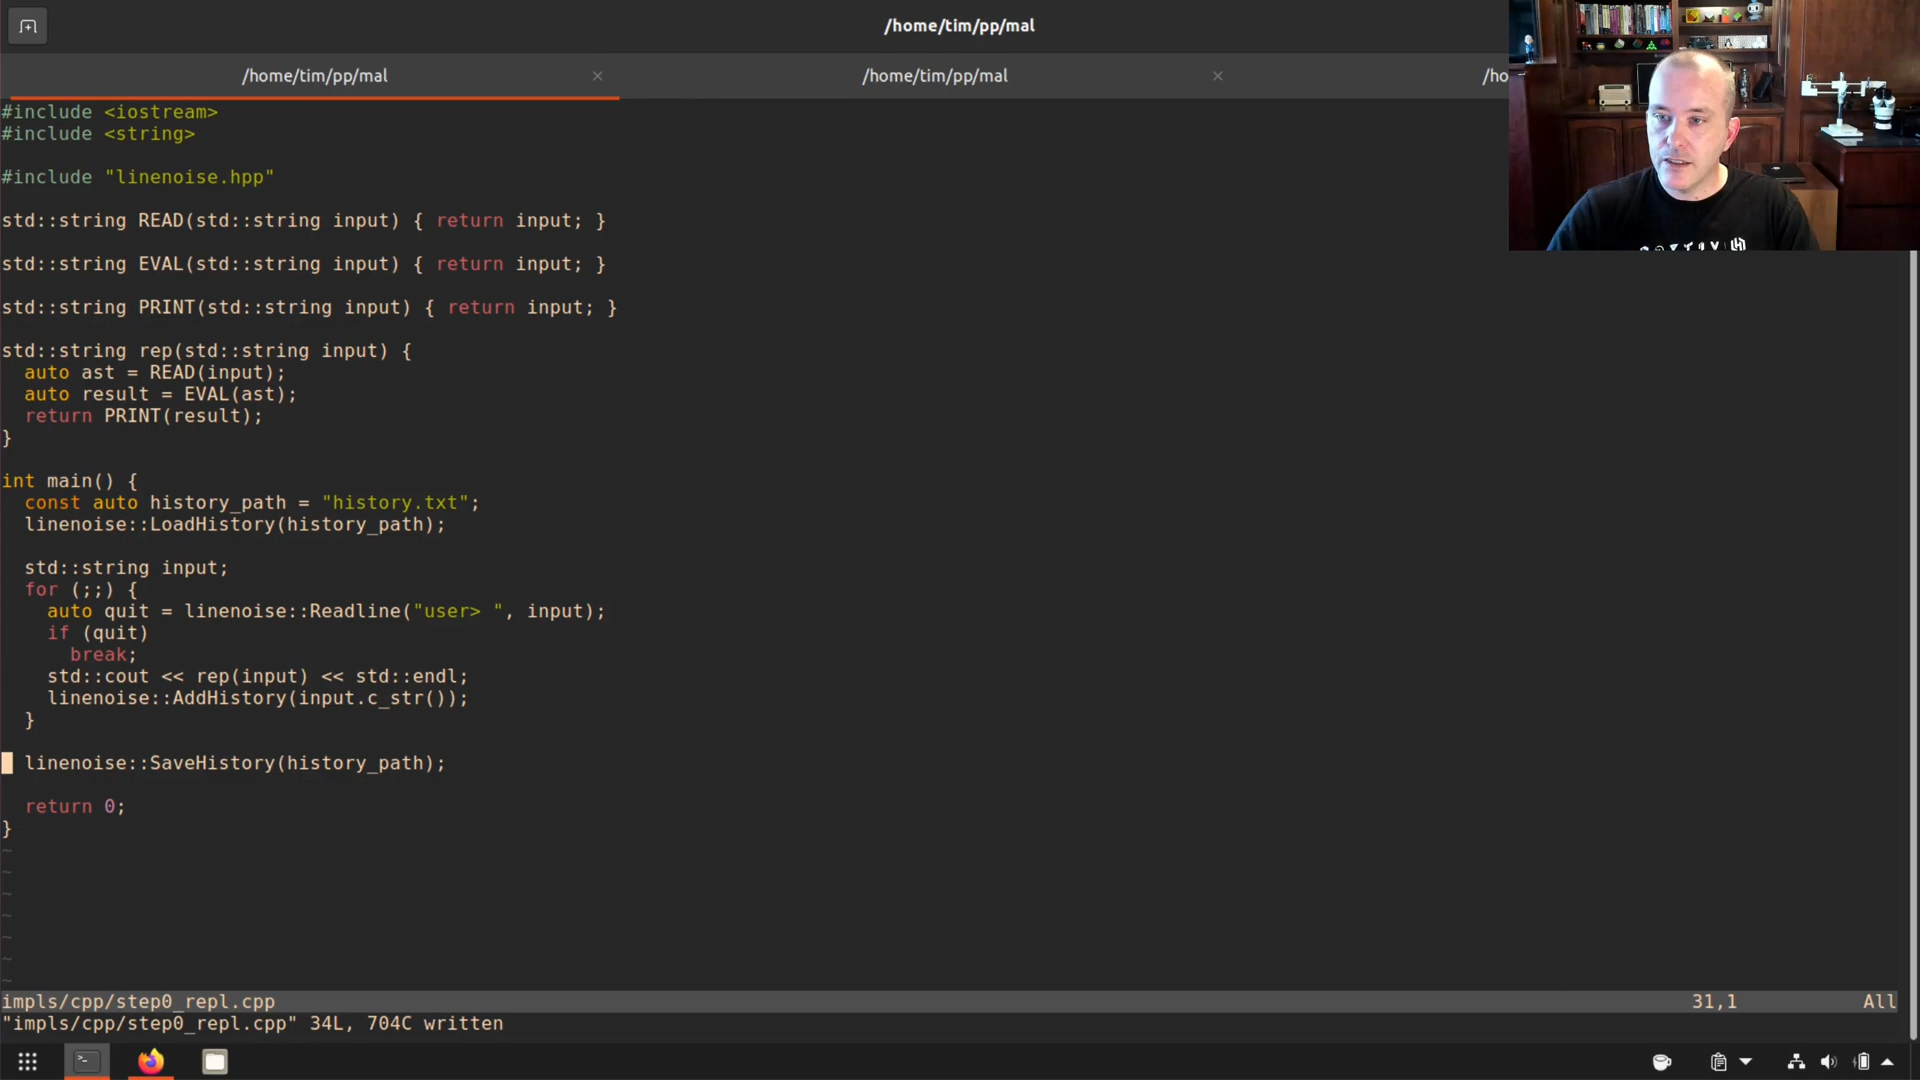 /home/tim/pp/mal
/home/tim/pp/mal × /home/tim/pp/mal × /ho
#include <iostream>
#include <string>
#include "linenoise.hpp"
std::string READ(std::string input) { return input; }
std::string EVAL(std::string input) { return input; }
std::string PRINT(std::string input) { return input; }
std::string rep(std::string input) {
  auto ast = READ(input);
  auto result = EVAL(ast);
  return PRINT(result);
}
int main() {
  const auto history_path = "history.txt";
  linenoise::LoadHistory(history_path);
  std::string input;
  for (;;) {
    auto quit = linenoise::Readline("user> ", input);
    if (quit)
      break;
    std::cout << rep(input) << std::endl;
    linenoise::AddHistory(input.c_str());
  }
  linenoise::SaveHistory(history_path);
  return 0;
}
~
~
~
~
~
~
~
impls/cpp/step0_repl.cpp 31,1 All
"impls/cpp/step0_repl.cpp" 34L, 704C written